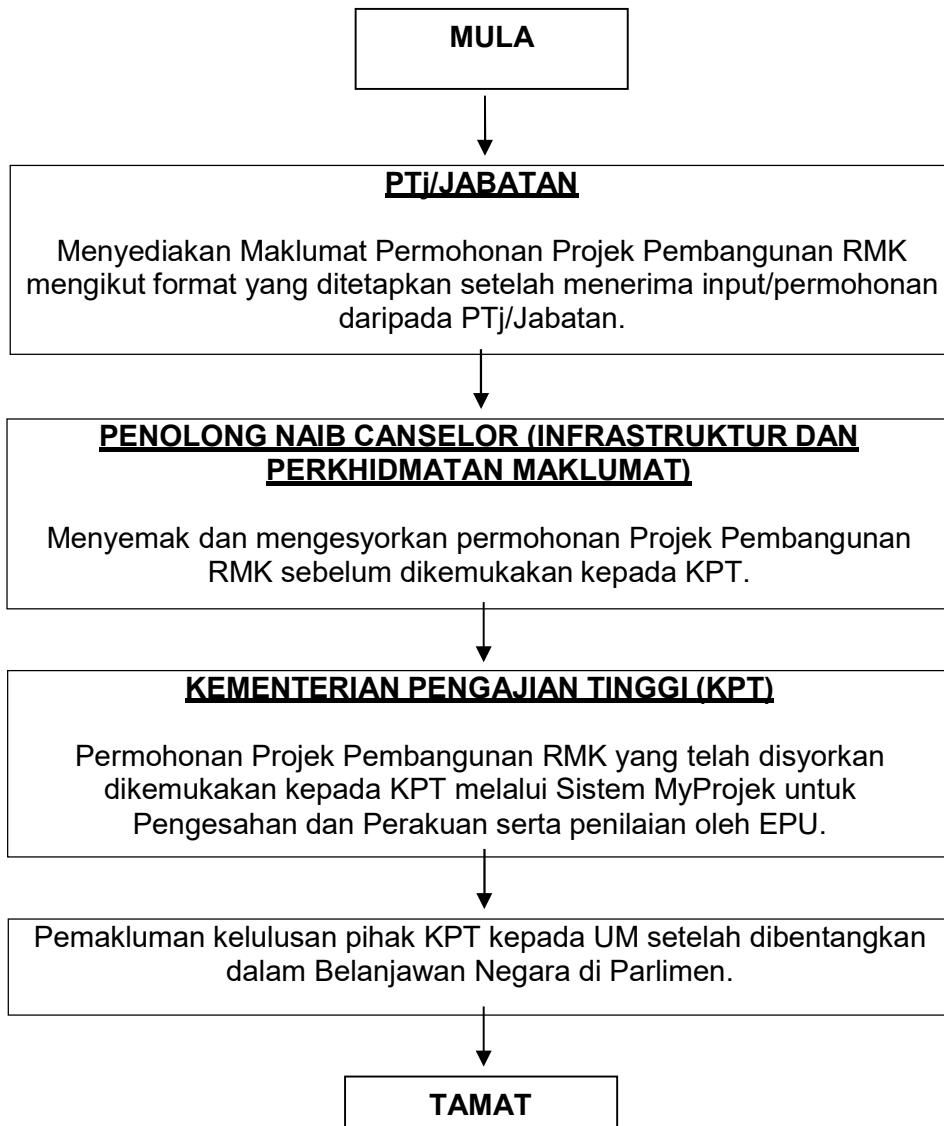 MULA
PTj/JABATAN
Menyediakan Maklumat Permohonan Projek Pembangunan RMK
mengikut format yang ditetapkan setelah menerima input/permohonan
daripada PTj/Jabatan.
PENOLONG NAIB CANSELOR (INFRASTRUKTUR DAN
PERKHIDMATAN MAKLUMAT)
Menyemak dan mengesyorkan permohonan Projek Pembangunan
RMK sebelum dikemukakan kepada KPT.
KEMENTERIAN PENGAJIAN TINGGI (KPT)
Permohonan Projek Pembangunan RMK yang telah disyorkan
dikemukakan kepada KPT melalui Sistem MyProjek untuk
Pengesahan dan Perakuan serta penilaian oleh EPU.
Pemakluman kelulusan pihak KPT kepada UM setelah dibentangkan
dalam Belanjawan Negara di Parlimen.
TAMAT